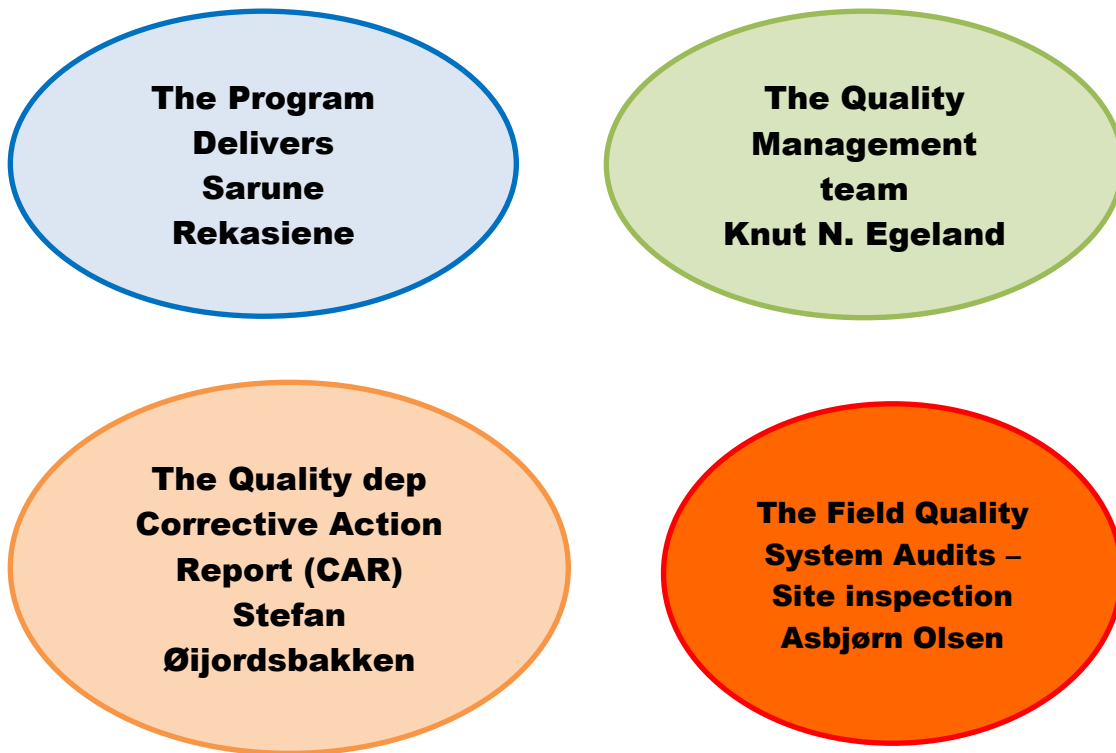 The Program
Delivers
Sarune
Rekasiene
The Quality
Management
team
Knut N. Egeland
The Quality dep
Corrective Action
Report (CAR)
Stefan
Øijordsbakken
The Field Quality
System Audits –
Site inspection
Asbjørn Olsen